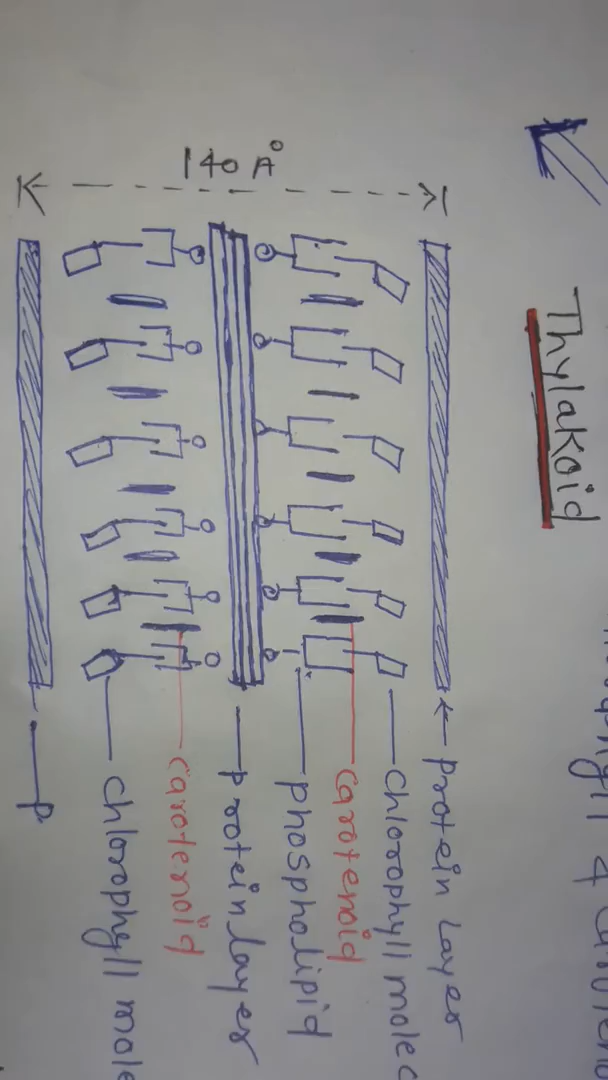 Thylakoid
140 A°
protein layer
chlorophyll molec
carotenoid
phospholipid
protein layer
carotenoid
chlorophyll mole
p